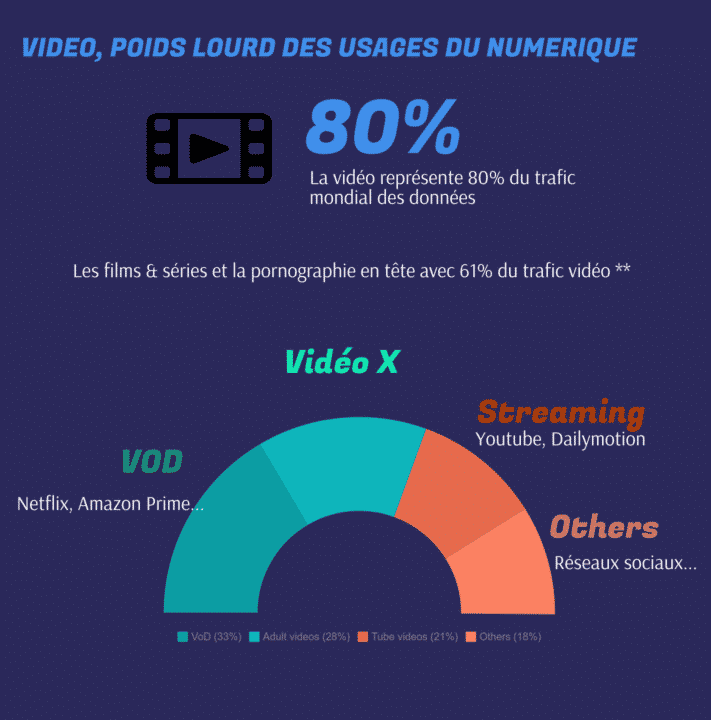 VIDEO, POIDS LOURD DES USAGES DU NUMERIQUE
80%
La vidéo représente 80% du trafic
mondial des données
Les films & séries et la pornographie en tête avec 61% du trafic vidéo **
Vidéo X
Streaming
Youtube, Dailymotion
VOD
Netflix, Amazon Prime...
Others
Réseaux sociaux...
VoD (33%) Adult videos (28%) Tube videos (21%) Others (18%)